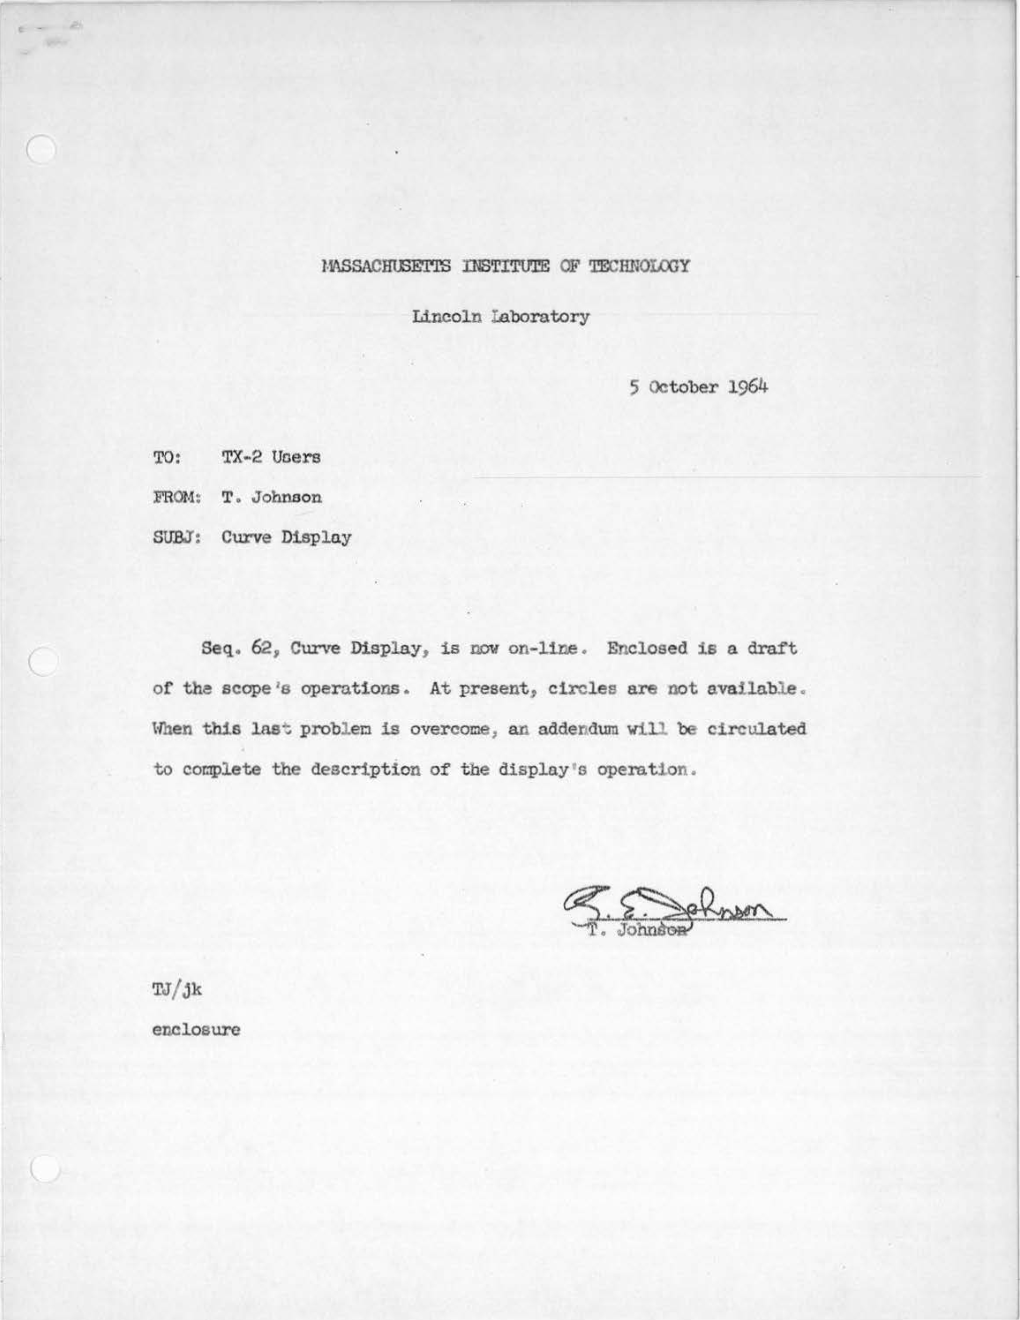 MASSACHUSETTS INSTITUTE OF TECHNOLOGY
Lincoln Laboratory
5 October 1964
TO: TX-2 Users
FROM: T. Johnson
SUBJ: Curve Display
Seq. 62, Curve Display, is now on-line. Enclosed is a draft
of the scope's operations. At present, circles are not available.
When this last problem is overcome, an addendum will be circulated
to complete the description of the display's operation.
T. E. Johnson
T. Johnson
TJ/jk
enclosure